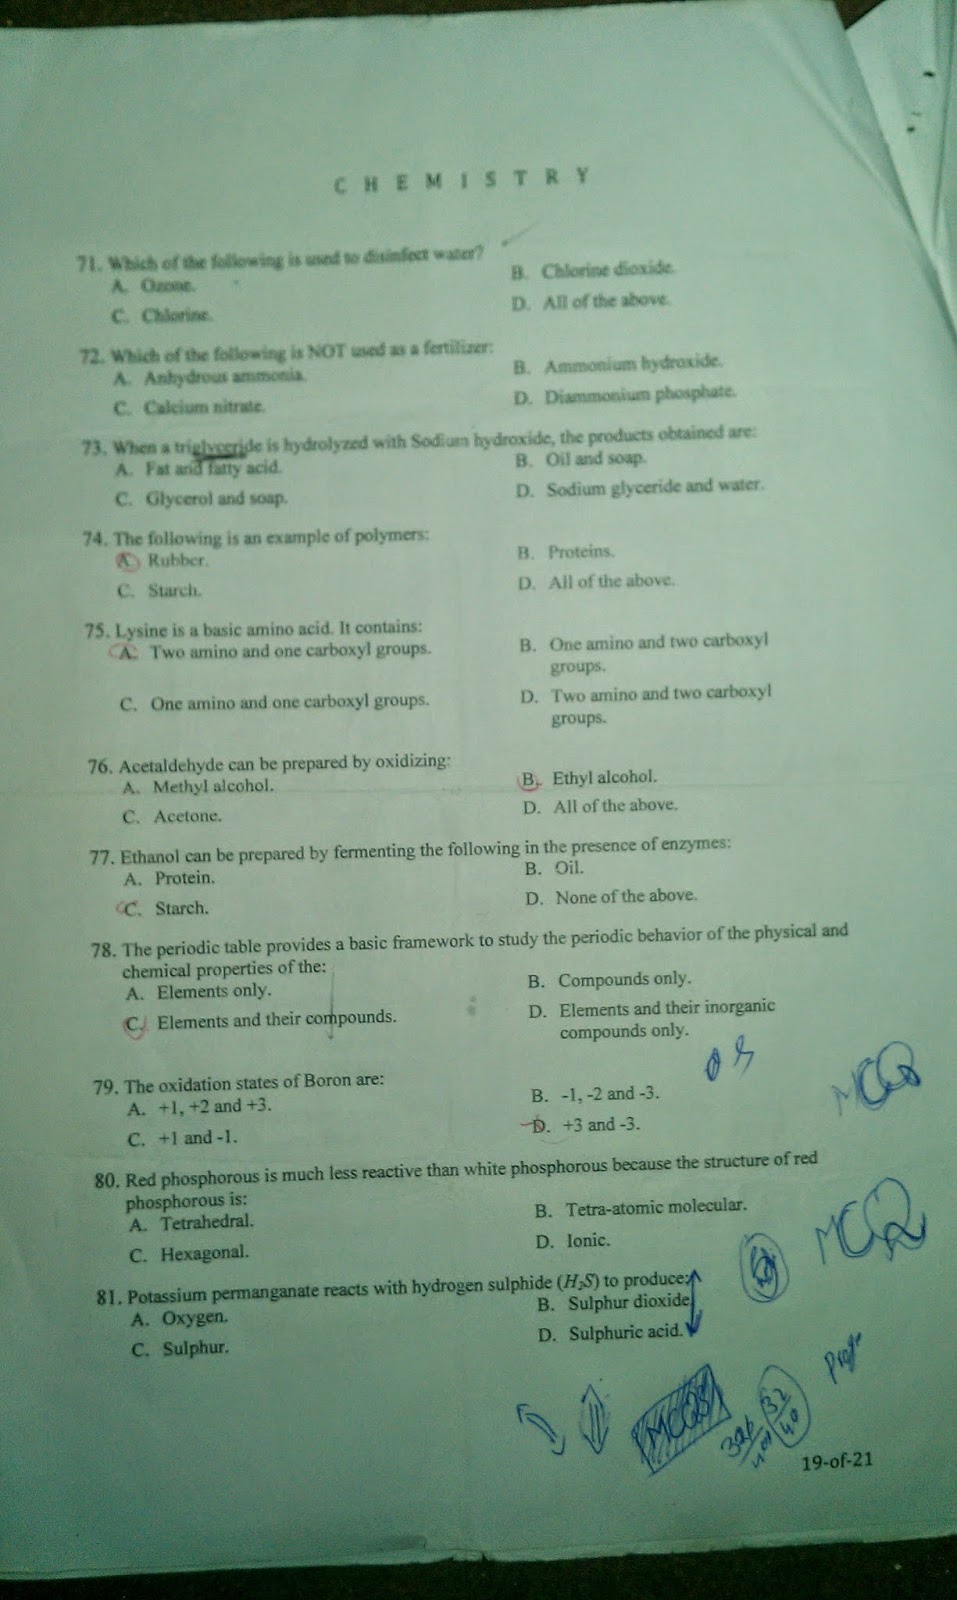 C H E M I S T R Y
71. Which of the following is used to disinfect water?
A. Ozone.
B. Chlorine dioxide.
C. Chlorine.
D. All of the above.
72. Which of the following is NOT used as a fertilizer:
A. Anhydrous ammonia.
B. Ammonium hydroxide.
C. Calcium nitrate.
D. Diammonium phosphate.
73. When a triglyceride is hydrolyzed with Sodium hydroxide, the products obtained are:
A. Fat and fatty acid.
B. Oil and soap.
C. Glycerol and soap.
D. Sodium glyceride and water.
74. The following is an example of polymers:
A. Rubber.
B. Proteins.
C. Starch.
D. All of the above.
75. Lysine is a basic amino acid. It contains:
A. Two amino and one carboxyl groups.
B. One amino and two carboxyl
groups.
C. One amino and one carboxyl groups.
D. Two amino and two carboxyl
groups.
76. Acetaldehyde can be prepared by oxidizing:
A. Methyl alcohol.
B. Ethyl alcohol.
C. Acetone.
D. All of the above.
77. Ethanol can be prepared by fermenting the following in the presence of enzymes:
A. Protein.
B. Oil.
C. Starch.
D. None of the above.
78. The periodic table provides a basic framework to study the periodic behavior of the physical and
chemical properties of the:
A. Elements only.
B. Compounds only.
C. Elements and their compounds.
D. Elements and their inorganic
compounds only.
79. The oxidation states of Boron are:
A. +1, +2 and +3.
B. -1, -2 and -3.
C. +1 and -1.
D. +3 and -3.
MCQs
80. Red phosphorous is much less reactive than white phosphorous because the structure of red
phosphorous is:
A. Tetrahedral.
B. Tetra-atomic molecular.
C. Hexagonal.
D. Ionic.
MCQ
81. Potassium permanganate reacts with hydrogen sulphide (H₂S) to produce:
A. Oxygen.
B. Sulphur dioxide
C. Sulphur.
D. Sulphuric acid.
MCQS
32
40
19-of-21